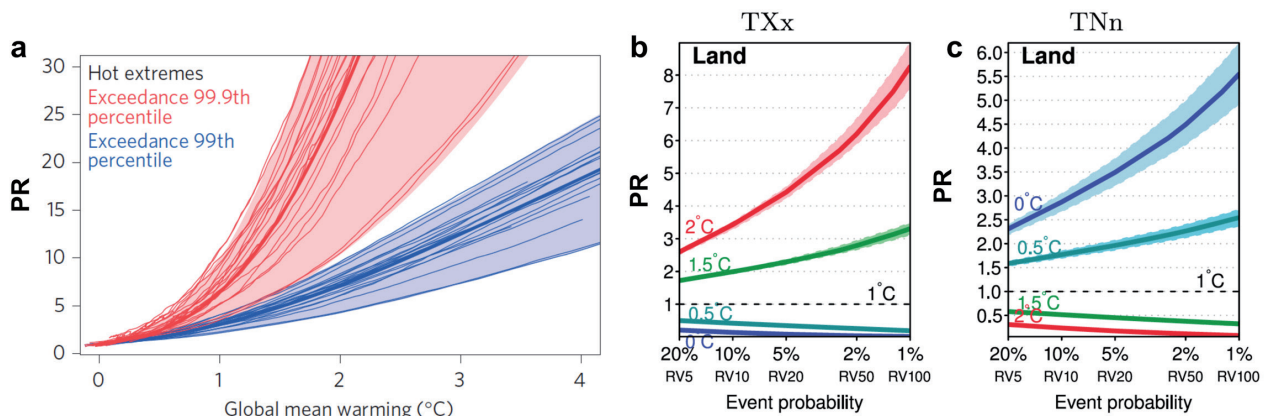 a
Hot extremes
Exceedance 99.9th
percentile
Exceedance 99th
percentile
PR
30
25
20
15
10
5
0
0 1 2 3 4
Global mean warming (°C)
TXx
b
Land
PR
8
7
6
5
4
3
2
1
2°C
1.5°C
1°C
0.5°C
0°C
20% 10% 5% 2% 1%
RV5 RV10 RV20 RV50 RV100
Event probability
TNn
c
Land
PR
6.0
5.5
5.0
4.5
4.0
3.5
3.0
2.5
2.0
1.5
1.0
0.5
0°C
0.5°C
1°C
1.5°C
2°C
20% 10% 5% 2% 1%
RV5 RV10 RV20 RV50 RV100
Event probability